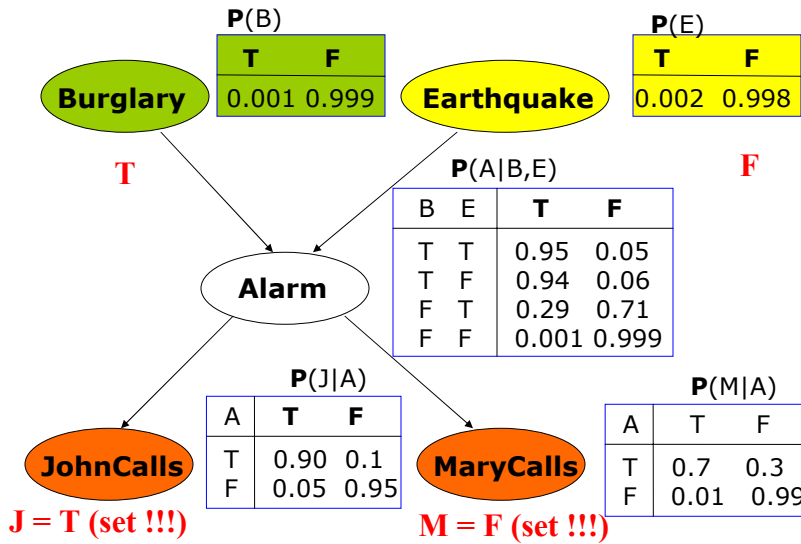 P(B)
T F
0.001 0.999
Burglary
P(E)
T F
0.002 0.998
Earthquake
T
F
P(A|B,E)
B E T F
T T 0.95 0.05
T F 0.94 0.06
F T 0.29 0.71
F F 0.001 0.999
Alarm
P(J|A)
A T F
T 0.90 0.1
F 0.05 0.95
JohnCalls
P(M|A)
A T F
T 0.7 0.3
F 0.01 0.99
MaryCalls
J = T (set !!!)
M = F (set !!!)